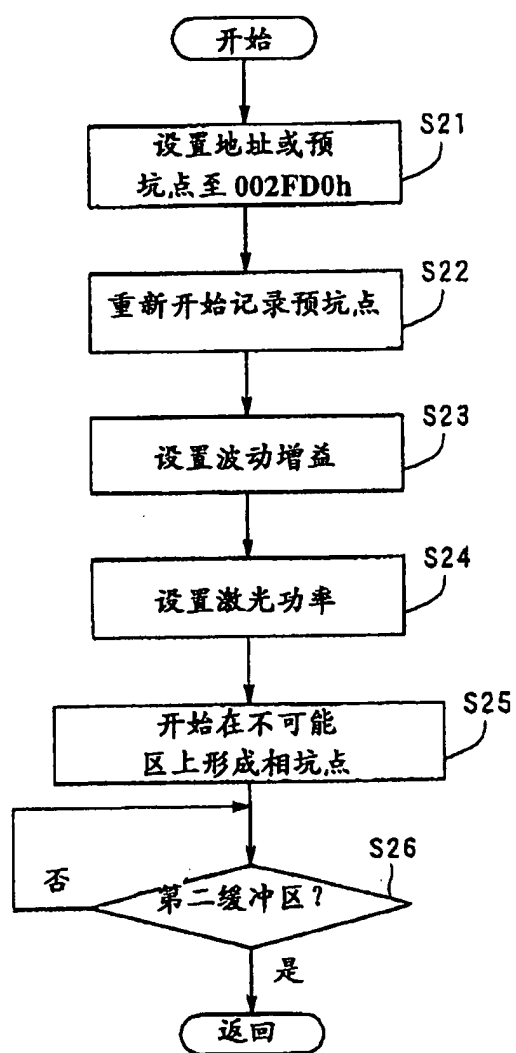 开始
S21
设置地址或预
坑点至 002FD0h
S22
重新开始记录预坑点
S23
设置波动增益
S24
设置激光功率
S25
开始在不可能
区上形成相坑点
S26
第二缓冲区?
否
是
返回